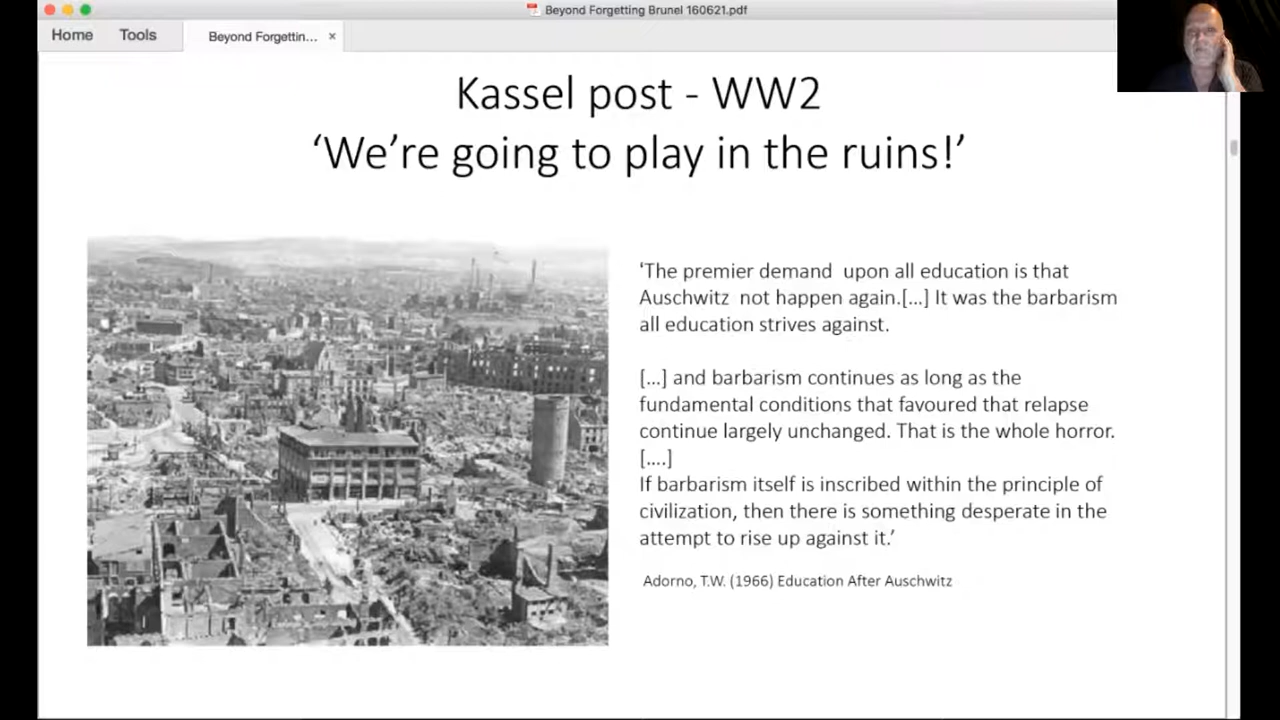 Beyond Forgetting Brunel 160621.pdf
Home
Tools
Beyond Forgettin...
×
Kassel post - WW2
‘We’re going to play in the ruins!’
‘The premier demand  upon all education is that
Auschwitz  not happen again.[...] It was the barbarism
all education strives against.
[...] and barbarism continues as long as the
fundamental conditions that favoured that relapse
continue largely unchanged. That is the whole horror.
[....]
If barbarism itself is inscribed within the principle of
civilization, then there is something desperate in the
attempt to rise up against it.’
Adorno, T.W. (1966) Education After Auschwitz